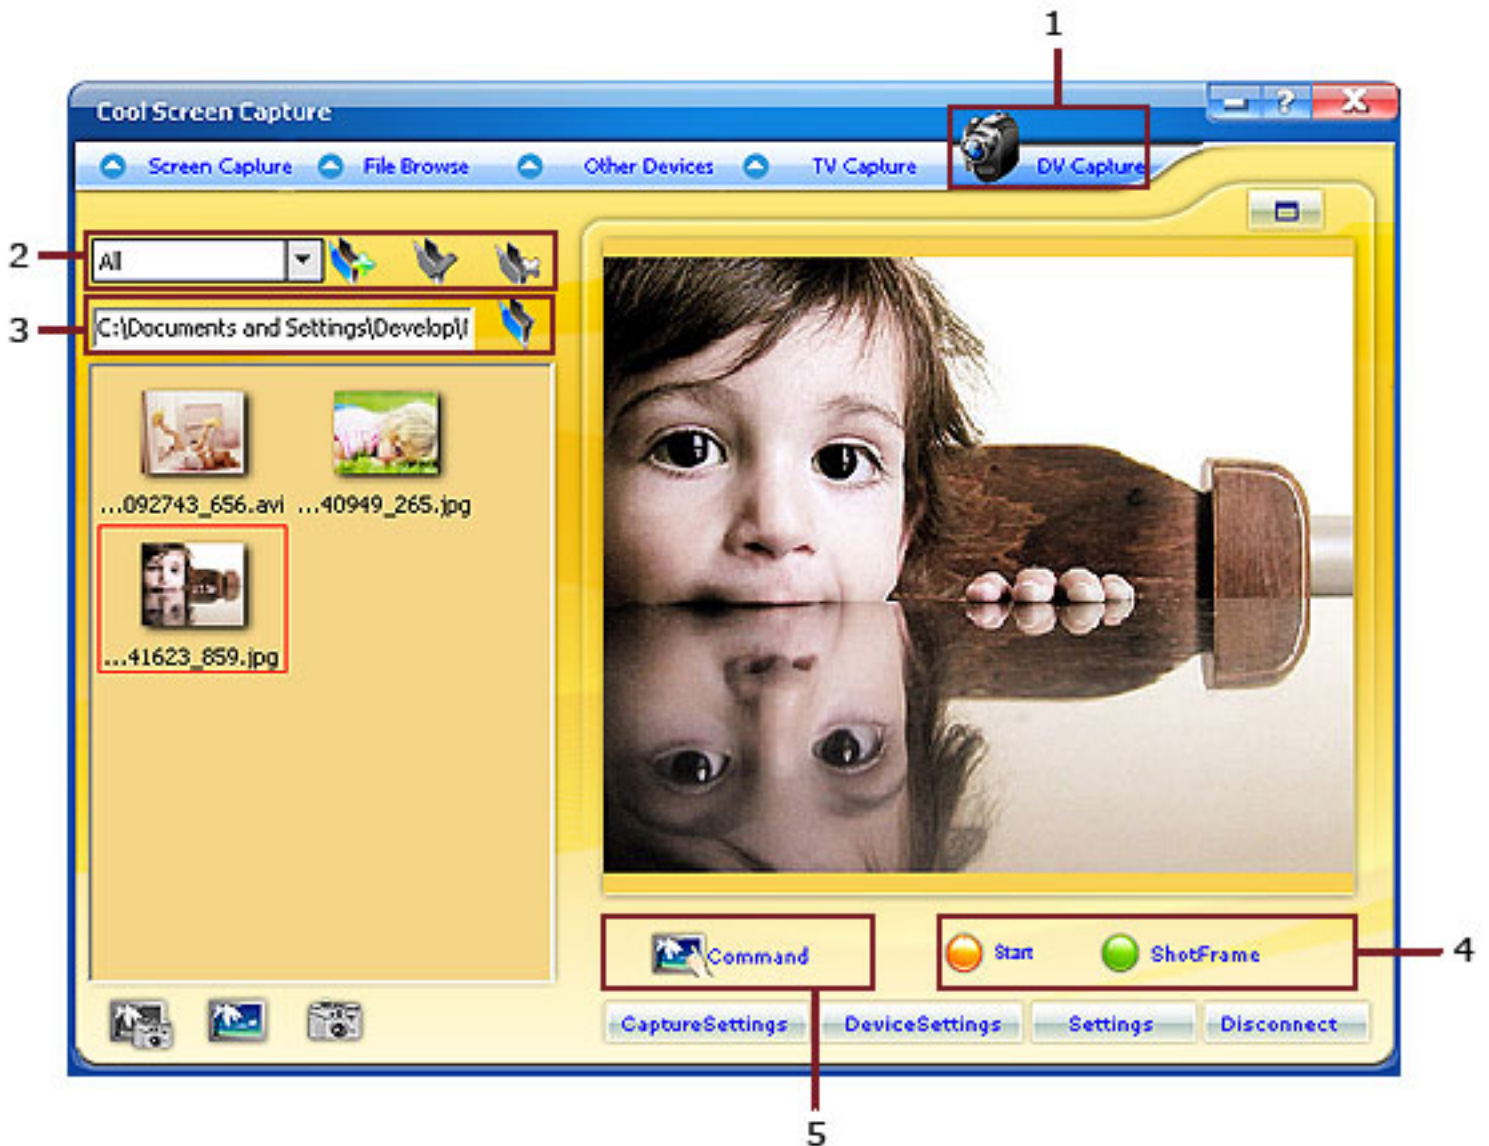 1
Cool Screen Capture
Screen Capture File Browse Other Devices TV Capture DV Capture
2
All
3
C:\Documents and Settings\Develop\
...092743_656.avi ...40949_265.jpg
...41623_859.jpg
Command Start ShotFrame
4
CaptureSettings DeviceSettings Settings Disconnect
5